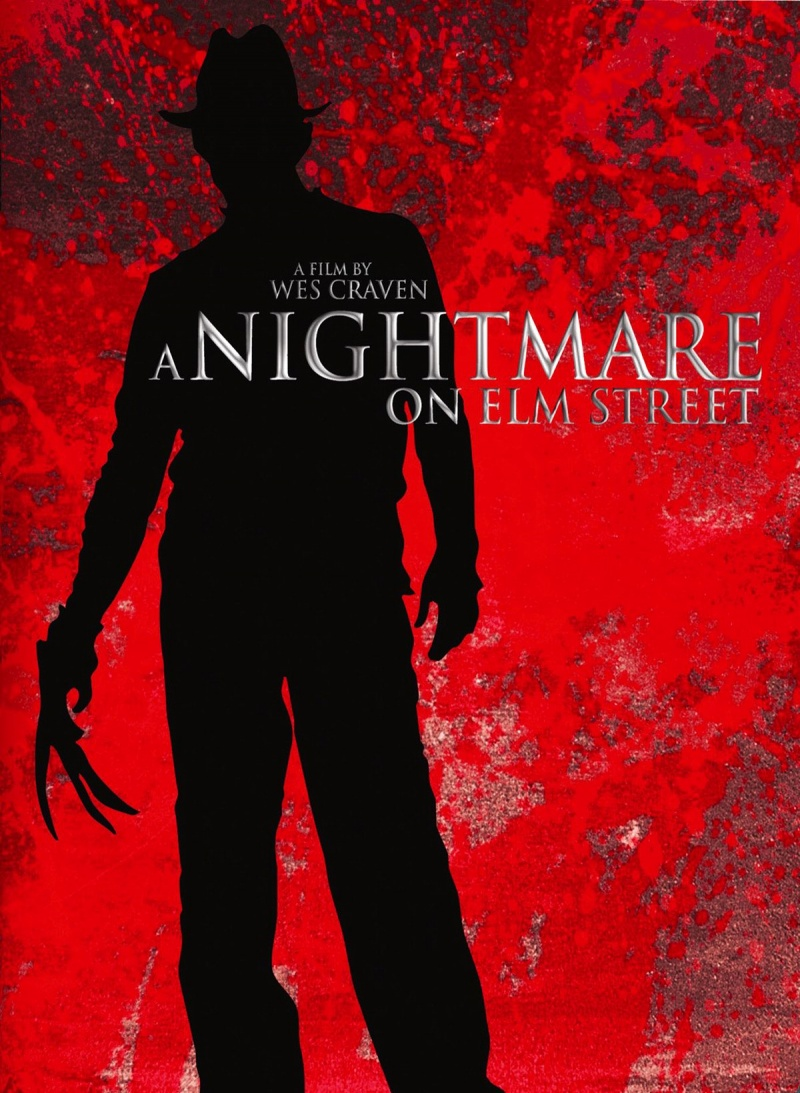 A FILM BY
WES CRAVEN
A NIGHTMARE
ON ELM STREET